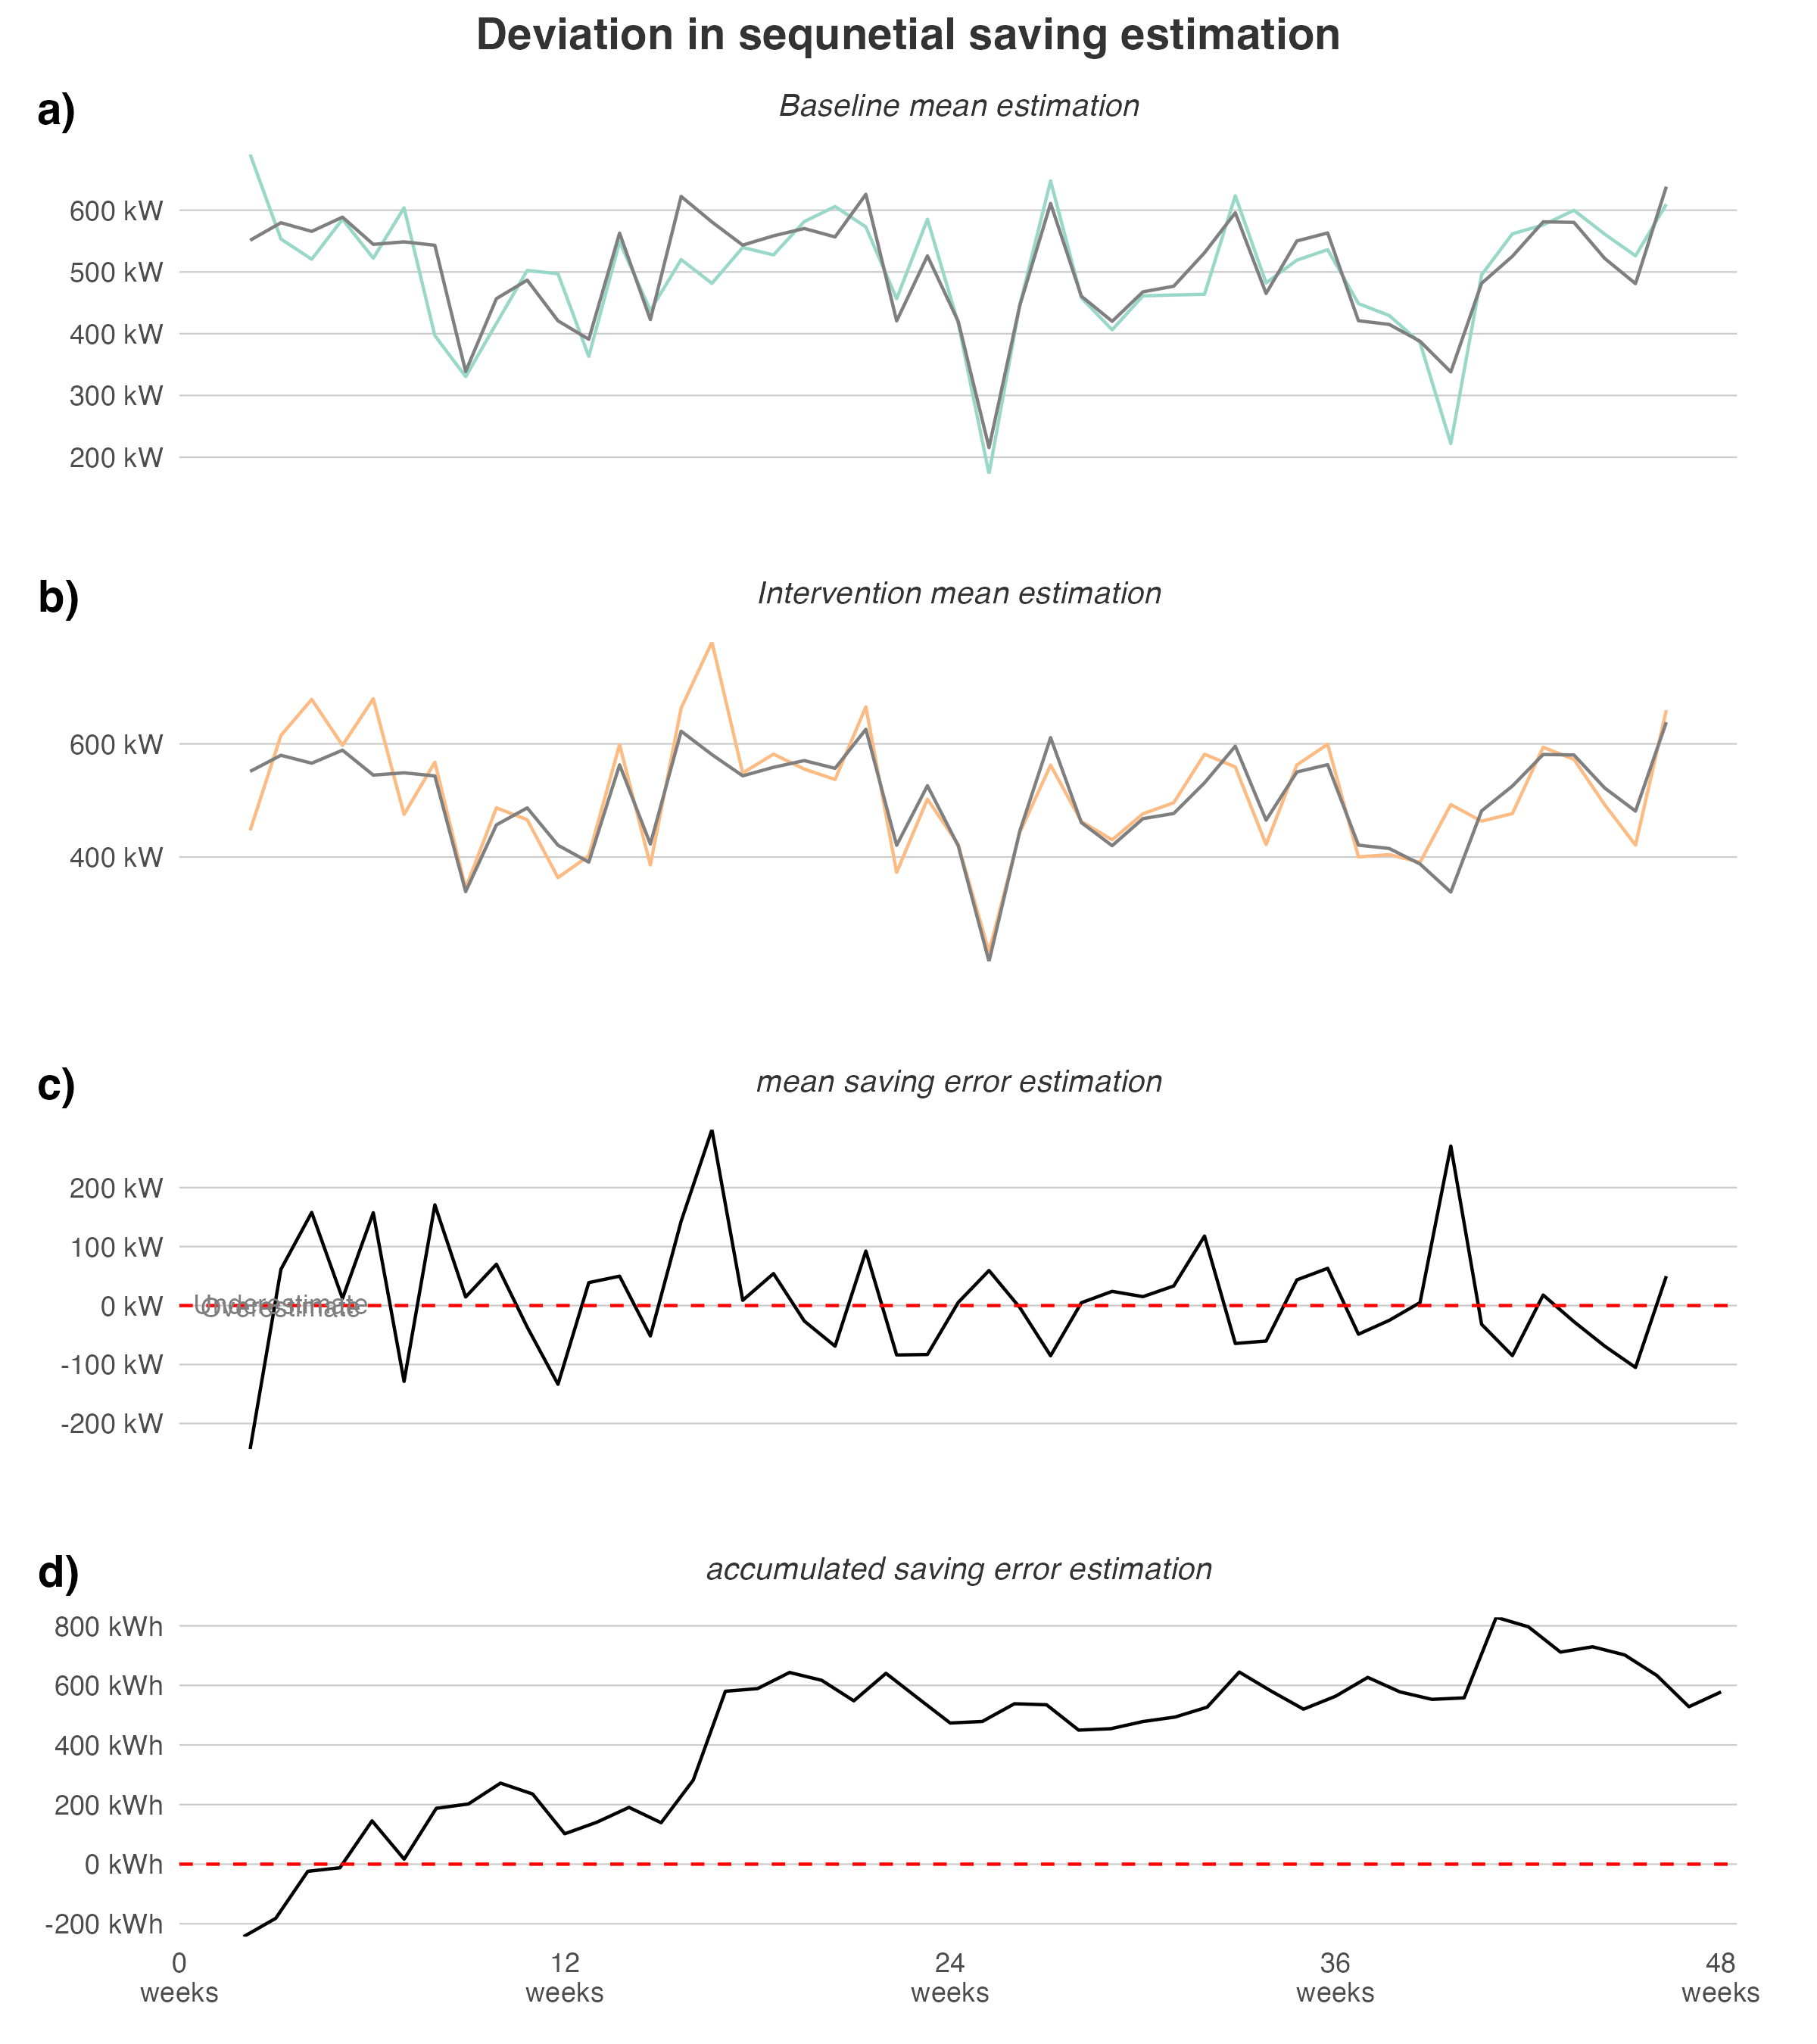 Deviation in sequnetial saving estimation
a)
Baseline mean estimation
600 kW
500 kW
400 kW
300 kW
200 kW
b)
Intervention mean estimation
600 kW
400 kW
c)
mean saving error estimation
200 kW
100 kW
0 kW
Underestimate
Overestimate
-100 kW
-200 kW
d)
accumulated saving error estimation
800 kWh
600 kWh
400 kWh
200 kWh
0 kWh
-200 kWh
0 12 24 36 48
weeks weeks weeks weeks weeks